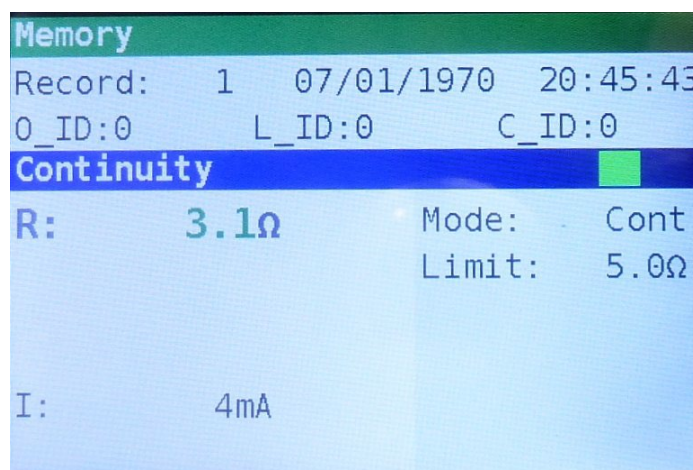 Memory
Record: 1 07/01/1970 20:45:43
O_ID:0 L_ID:0 C_ID:0
Continuity
R: 3.1Ω Mode: Cont
Limit: 5.0Ω
I: 4mA